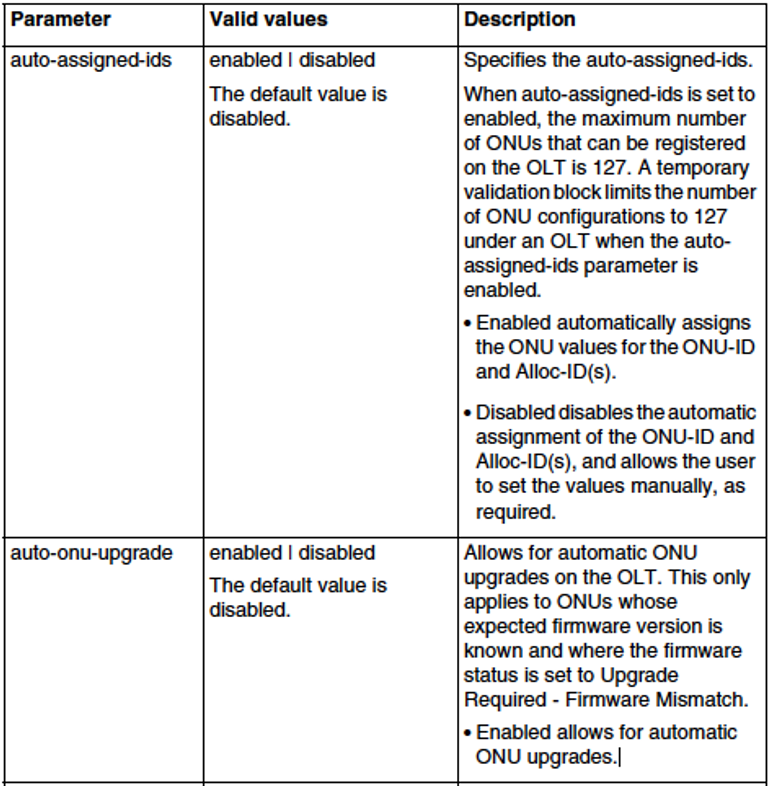 Parameter
Valid values
Description
auto-assigned-ids
enabled | disabled
The default value is
disabled.
Specifies the auto-assigned-ids.
When auto-assigned-ids is set to
enabled, the maximum number
of ONUs that can be registered
on the OLT is 127. A temporary
validation block limits the number
of ONU configurations to 127
under an OLT when the auto-
assigned-ids parameter is
enabled.
• Enabled automatically assigns
the ONU values for the ONU-ID
and Alloc-ID(s).
• Disabled disables the automatic
assignment of the ONU-ID and
Alloc-ID(s), and allows the user
to set the values manually, as
required.
auto-onu-upgrade
enabled | disabled
The default value is
disabled.
Allows for automatic ONU
upgrades on the OLT. This only
applies to ONUs whose
expected firmware version is
known and where the firmware
status is set to Upgrade
Required - Firmware Mismatch.
• Enabled allows for automatic
ONU upgrades.